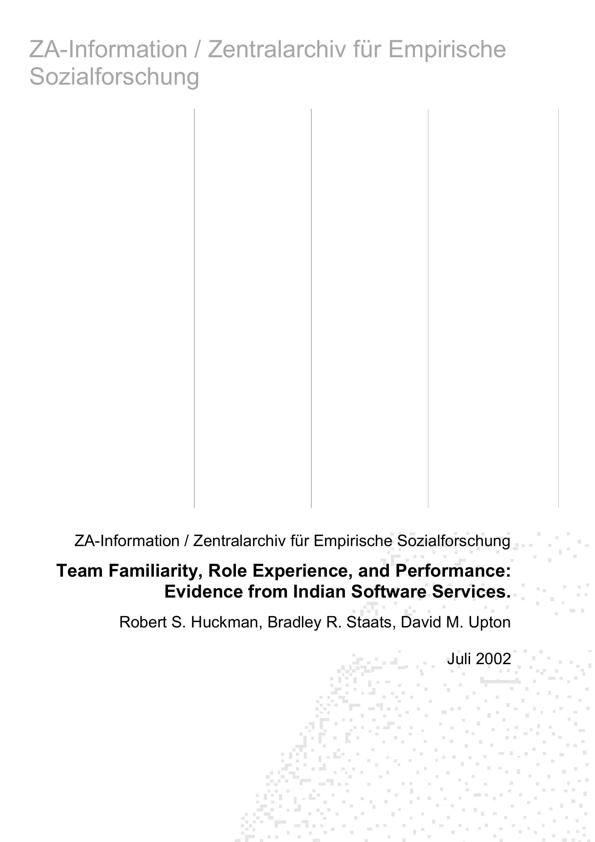 ZA-Information / Zentralarchiv für Empirische
Sozialforschung
ZA-Information / Zentralarchiv für Empirische Sozialforschung
Team Familiarity, Role Experience, and Performance:
Evidence from Indian Software Services.
Robert S. Huckman, Bradley R. Staats, David M. Upton
Juli 2002